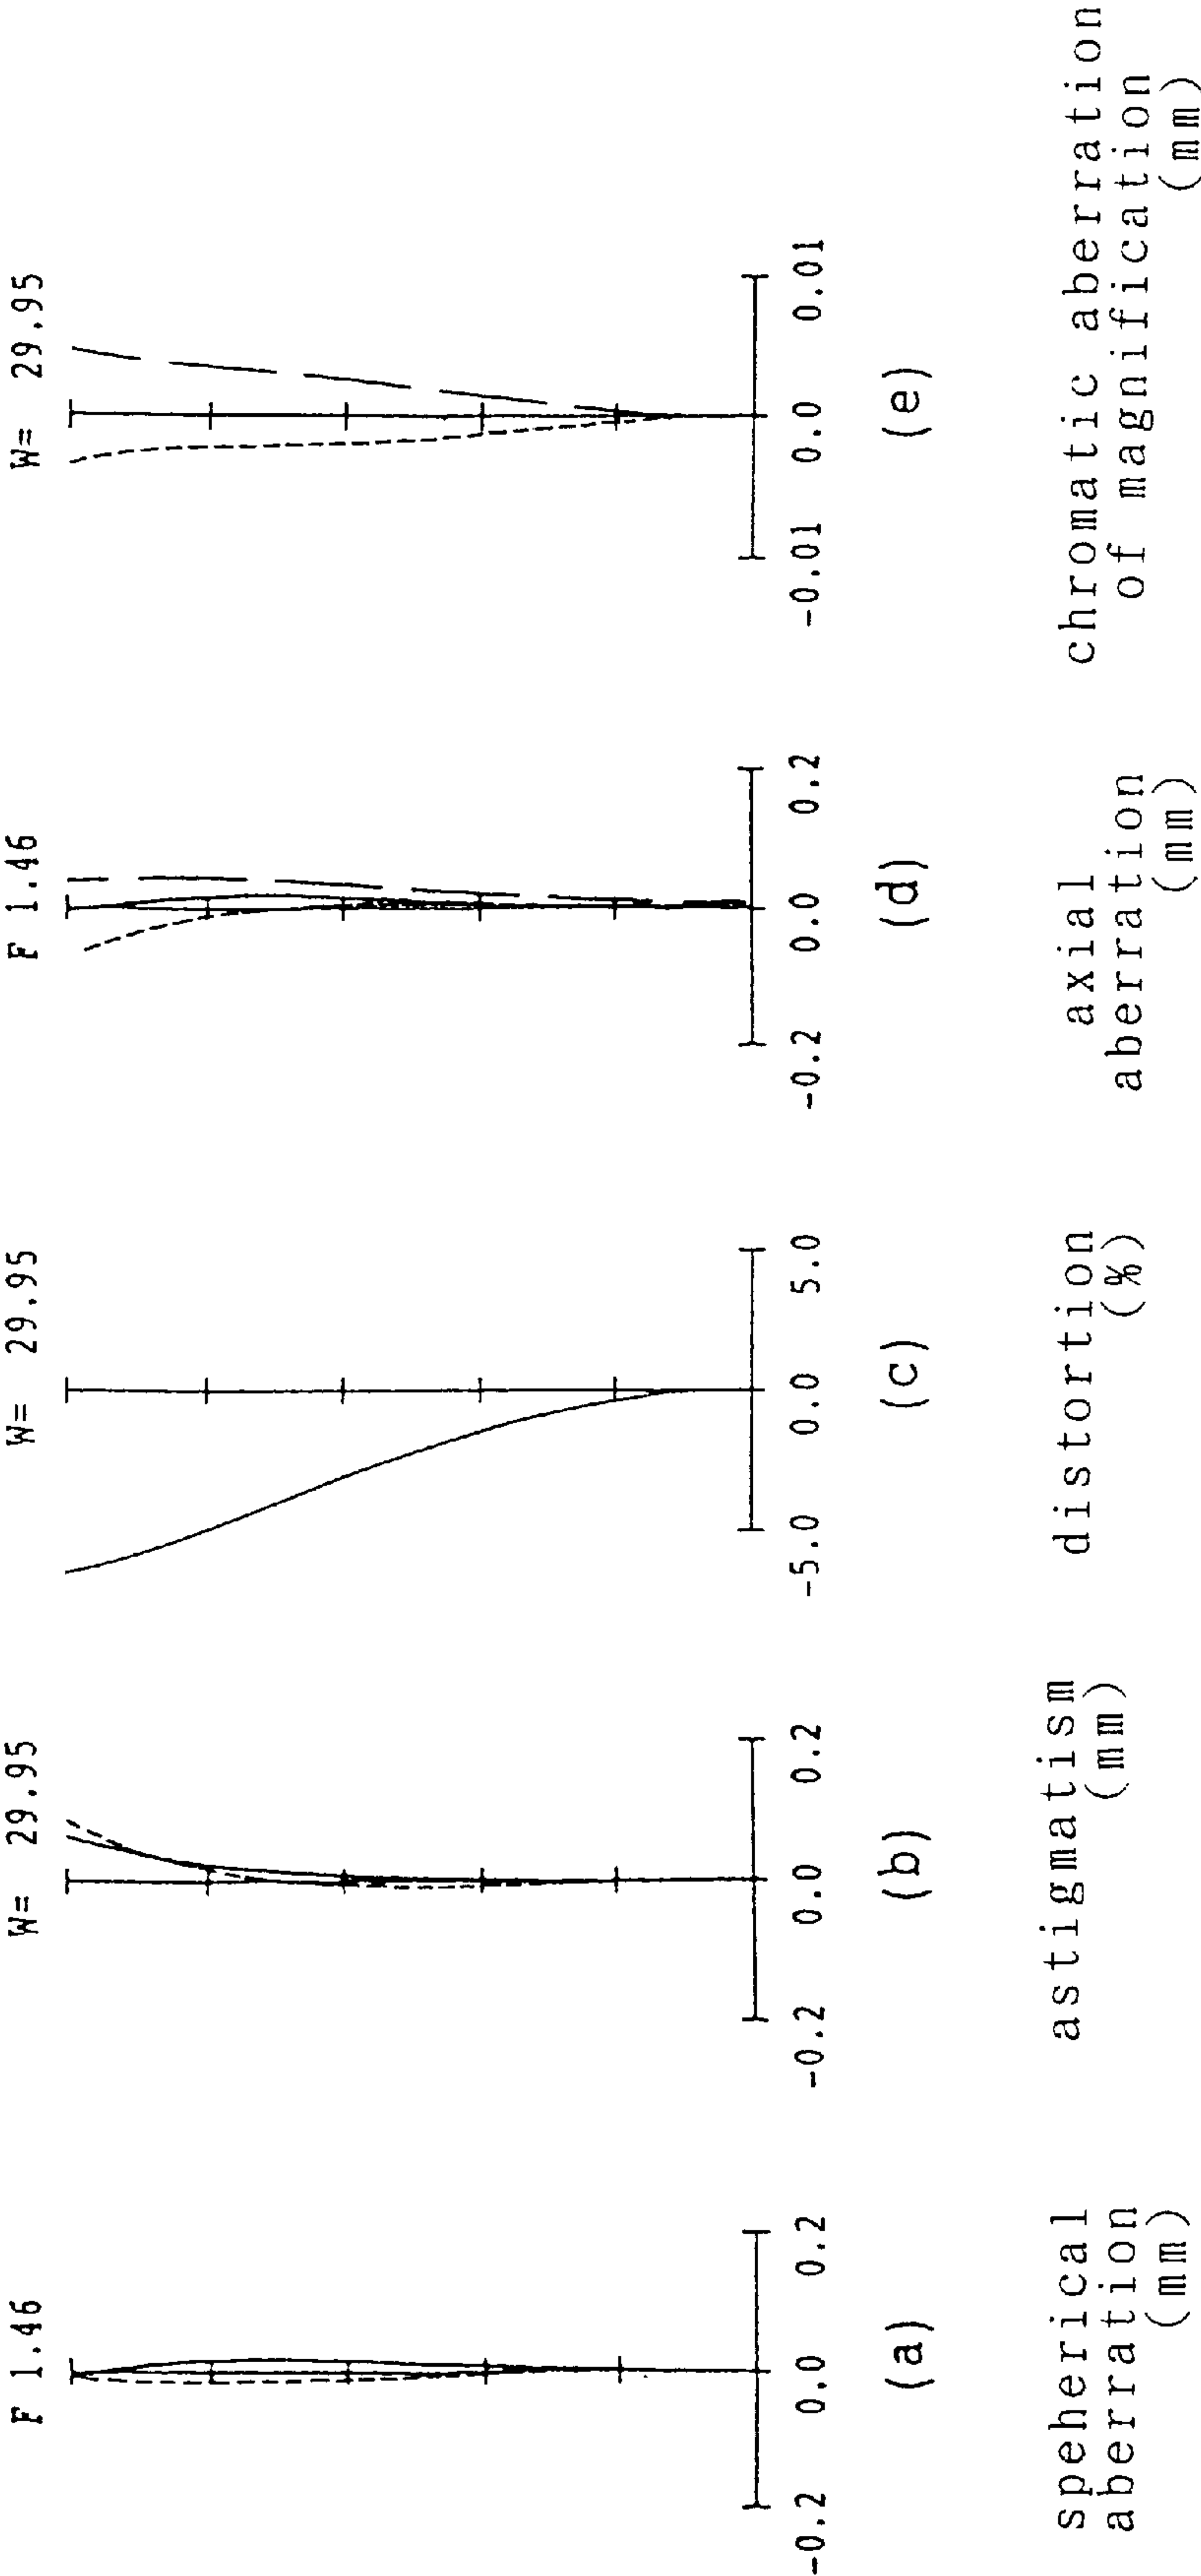 F 1.46
-0.2 0.0 0.2
(a)
speherical
aberration
(mm)
W= 29.95
-0.2 0.0 0.2
(b)
astigmatism
(mm)
W= 29.95
-5.0 0.0 5.0
(c)
distortion
(%)
F 1.46
-0.2 0.0 0.2
(d)
axial
aberration
(mm)
W= 29.95
-0.01 0.0 0.01
(e)
chromatic aberration
of magnification
(mm)